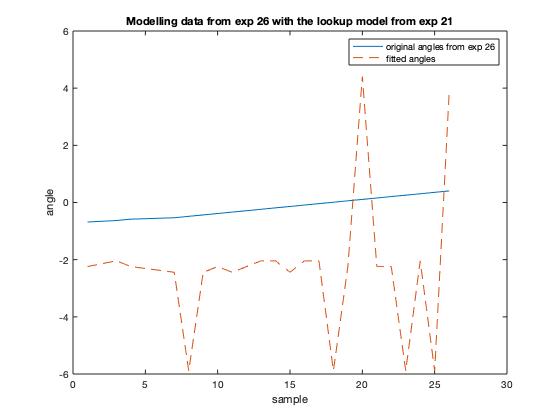 Modelling data from exp 26 with the lookup model from exp 21
original angles from exp 26
fitted angles
6
4
2
0
-2
-4
-6
angle
0 5 10 15 20 25 30
sample